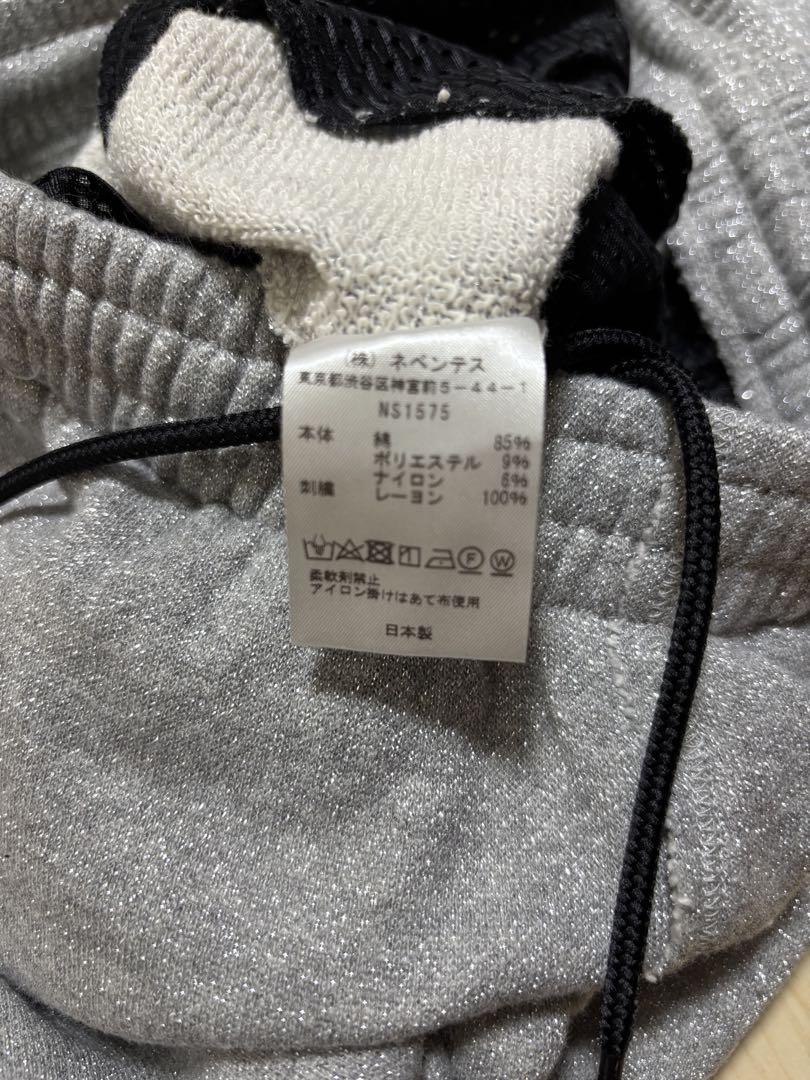 (株) ネペンテス
東京都渋谷区神宮前5-44-1
NS1575
本体 綿 85%
ポリエステル 9%
ナイロン 6%
刺繍 レーヨン 100%
F W
柔軟剤禁止
アイロン掛けはあて布使用
日本製